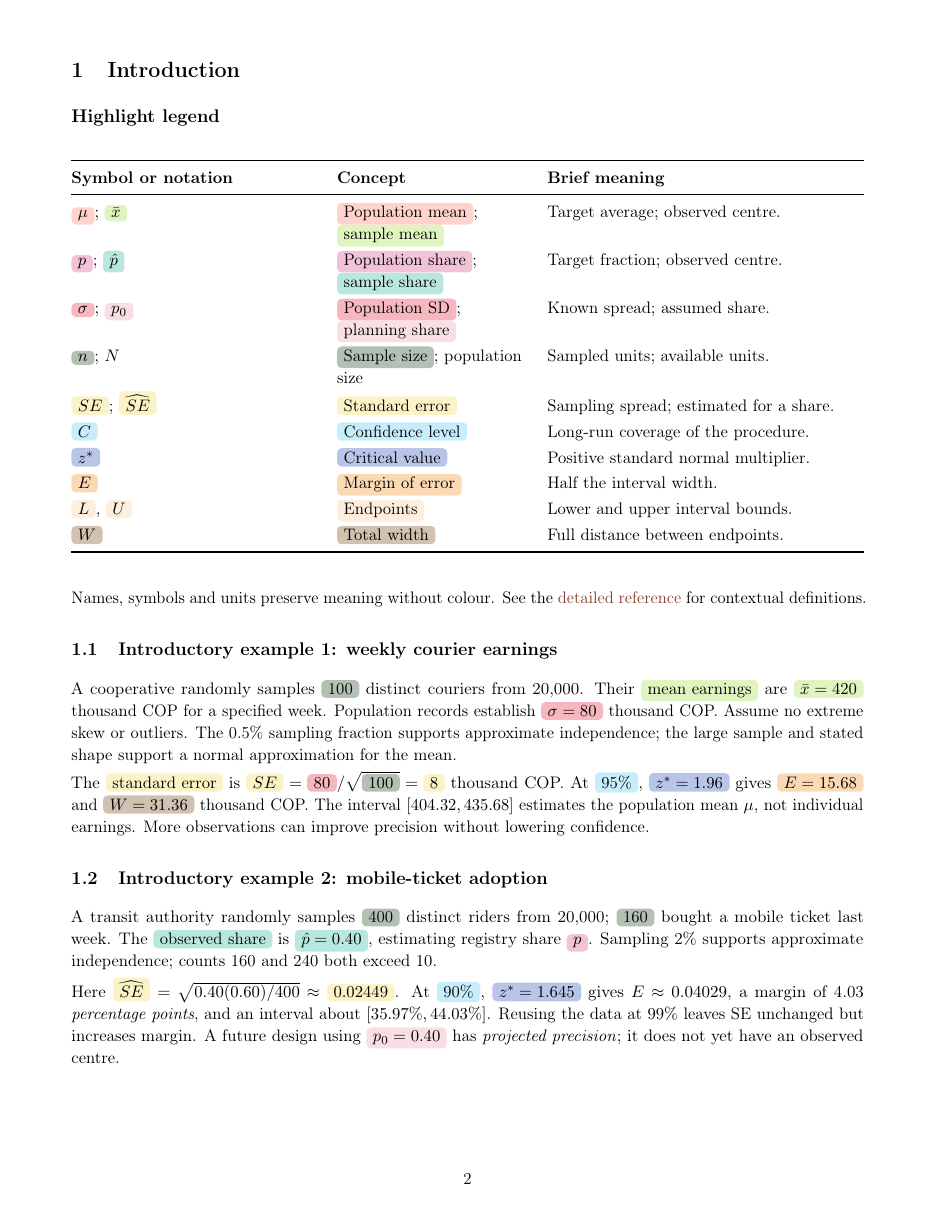 1 Introduction
Highlight legend
Symbol or notation Concept Brief meaning
μ ; x̄ Population mean ; Target average; observed centre.
sample mean
p ; p̂ Population share ; Target fraction; observed centre.
sample share
σ ; p₀ Population SD ; Known spread; assumed share.
planning share
n ; N Sample size ; population Sampled units; available units.
size
SE ; \widehat{SE} Standard error Sampling spread; estimated for a share.
C Confidence level Long-run coverage of the procedure.
z* Critical value Positive standard normal multiplier.
E Margin of error Half the interval width.
L , U Endpoints Lower and upper interval bounds.
W Total width Full distance between endpoints.
Names, symbols and units preserve meaning without colour. See the detailed reference for contextual definitions.
1.1 Introductory example 1: weekly courier earnings
A cooperative randomly samples 100 distinct couriers from 20,000. Their mean earnings are x̄ = 420
thousand COP for a specified week. Population records establish σ = 80 thousand COP. Assume no extreme
skew or outliers. The 0.5% sampling fraction supports approximate independence; the large sample and stated
shape support a normal approximation for the mean.
The standard error is SE = 80 /√100 = 8 thousand COP. At 95% , z* = 1.96 gives E = 15.68
and W = 31.36 thousand COP. The interval [404.32, 435.68] estimates the population mean μ, not individual
earnings. More observations can improve precision without lowering confidence.
1.2 Introductory example 2: mobile-ticket adoption
A transit authority randomly samples 400 distinct riders from 20,000; 160 bought a mobile ticket last
week. The observed share is p̂ = 0.40 , estimating registry share p . Sampling 2% supports approximate
independence; counts 160 and 240 both exceed 10.
Here \widehat{SE} = √0.40(0.60)/400 ≈ 0.02449 . At 90% , z* = 1.645 gives E ≈ 0.04029, a margin of 4.03
percentage points, and an interval about [35.97%, 44.03%]. Reusing the data at 99% leaves SE unchanged but
increases margin. A future design using p₀ = 0.40 has projected precision; it does not yet have an observed
centre.
2